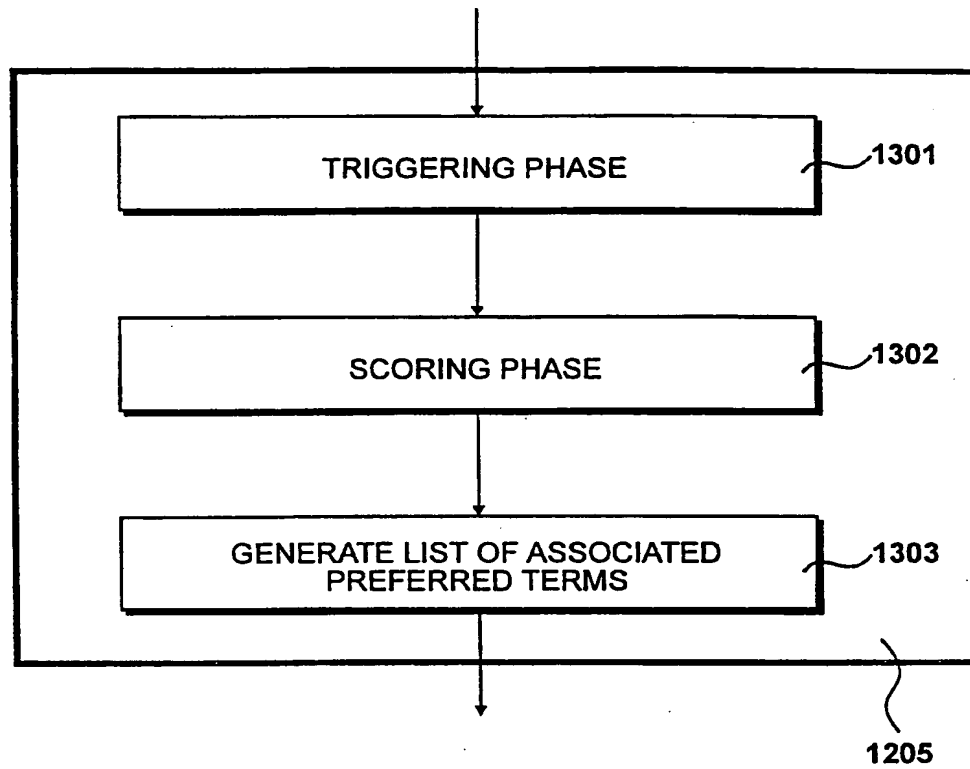 TRIGGERING PHASE
1301
SCORING PHASE
1302
GENERATE LIST OF ASSOCIATED
PREFERRED TERMS
1303
1205